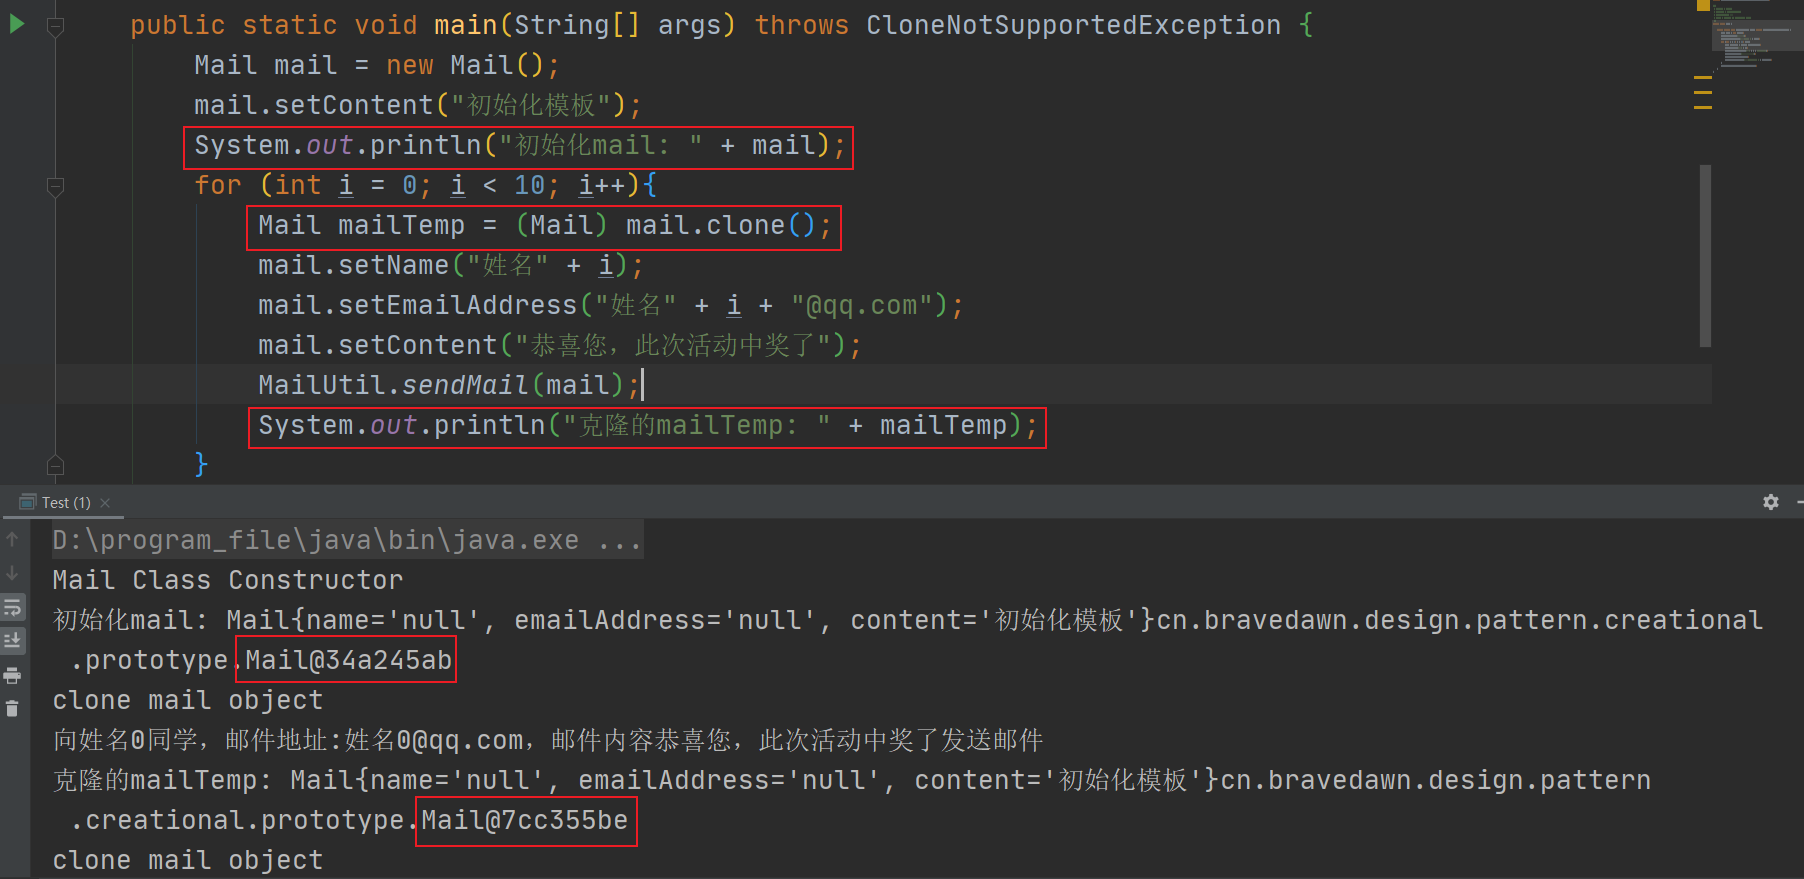 public static void main(String[] args) throws CloneNotSupportedException {
Mail mail = new Mail();
mail.setContent("初始化模板");
System.out.println("初始化mail: " + mail);
for (int i = 0; i < 10; i++){
Mail mailTemp = (Mail) mail.clone();
mail.setName("姓名" + i);
mail.setEmailAddress("姓名" + i + "@qq.com");
mail.setContent("恭喜您，此次活动中奖了");
MailUtil.sendMail(mail);
System.out.println("克隆的mailTemp: " + mailTemp);
}
Test (1)
D:\program_file\java\bin\java.exe ...
Mail Class Constructor
初始化mail: Mail{name='null', emailAddress='null', content='初始化模板'}cn.bravedawn.design.pattern.creational
.prototype.Mail@34a245ab
clone mail object
向姓名0同学，邮件地址:姓名0@qq.com，邮件内容恭喜您，此次活动中奖了发送邮件
克隆的mailTemp: Mail{name='null', emailAddress='null', content='初始化模板'}cn.bravedawn.design.pattern
.creational.prototype.Mail@7cc355be
clone mail object